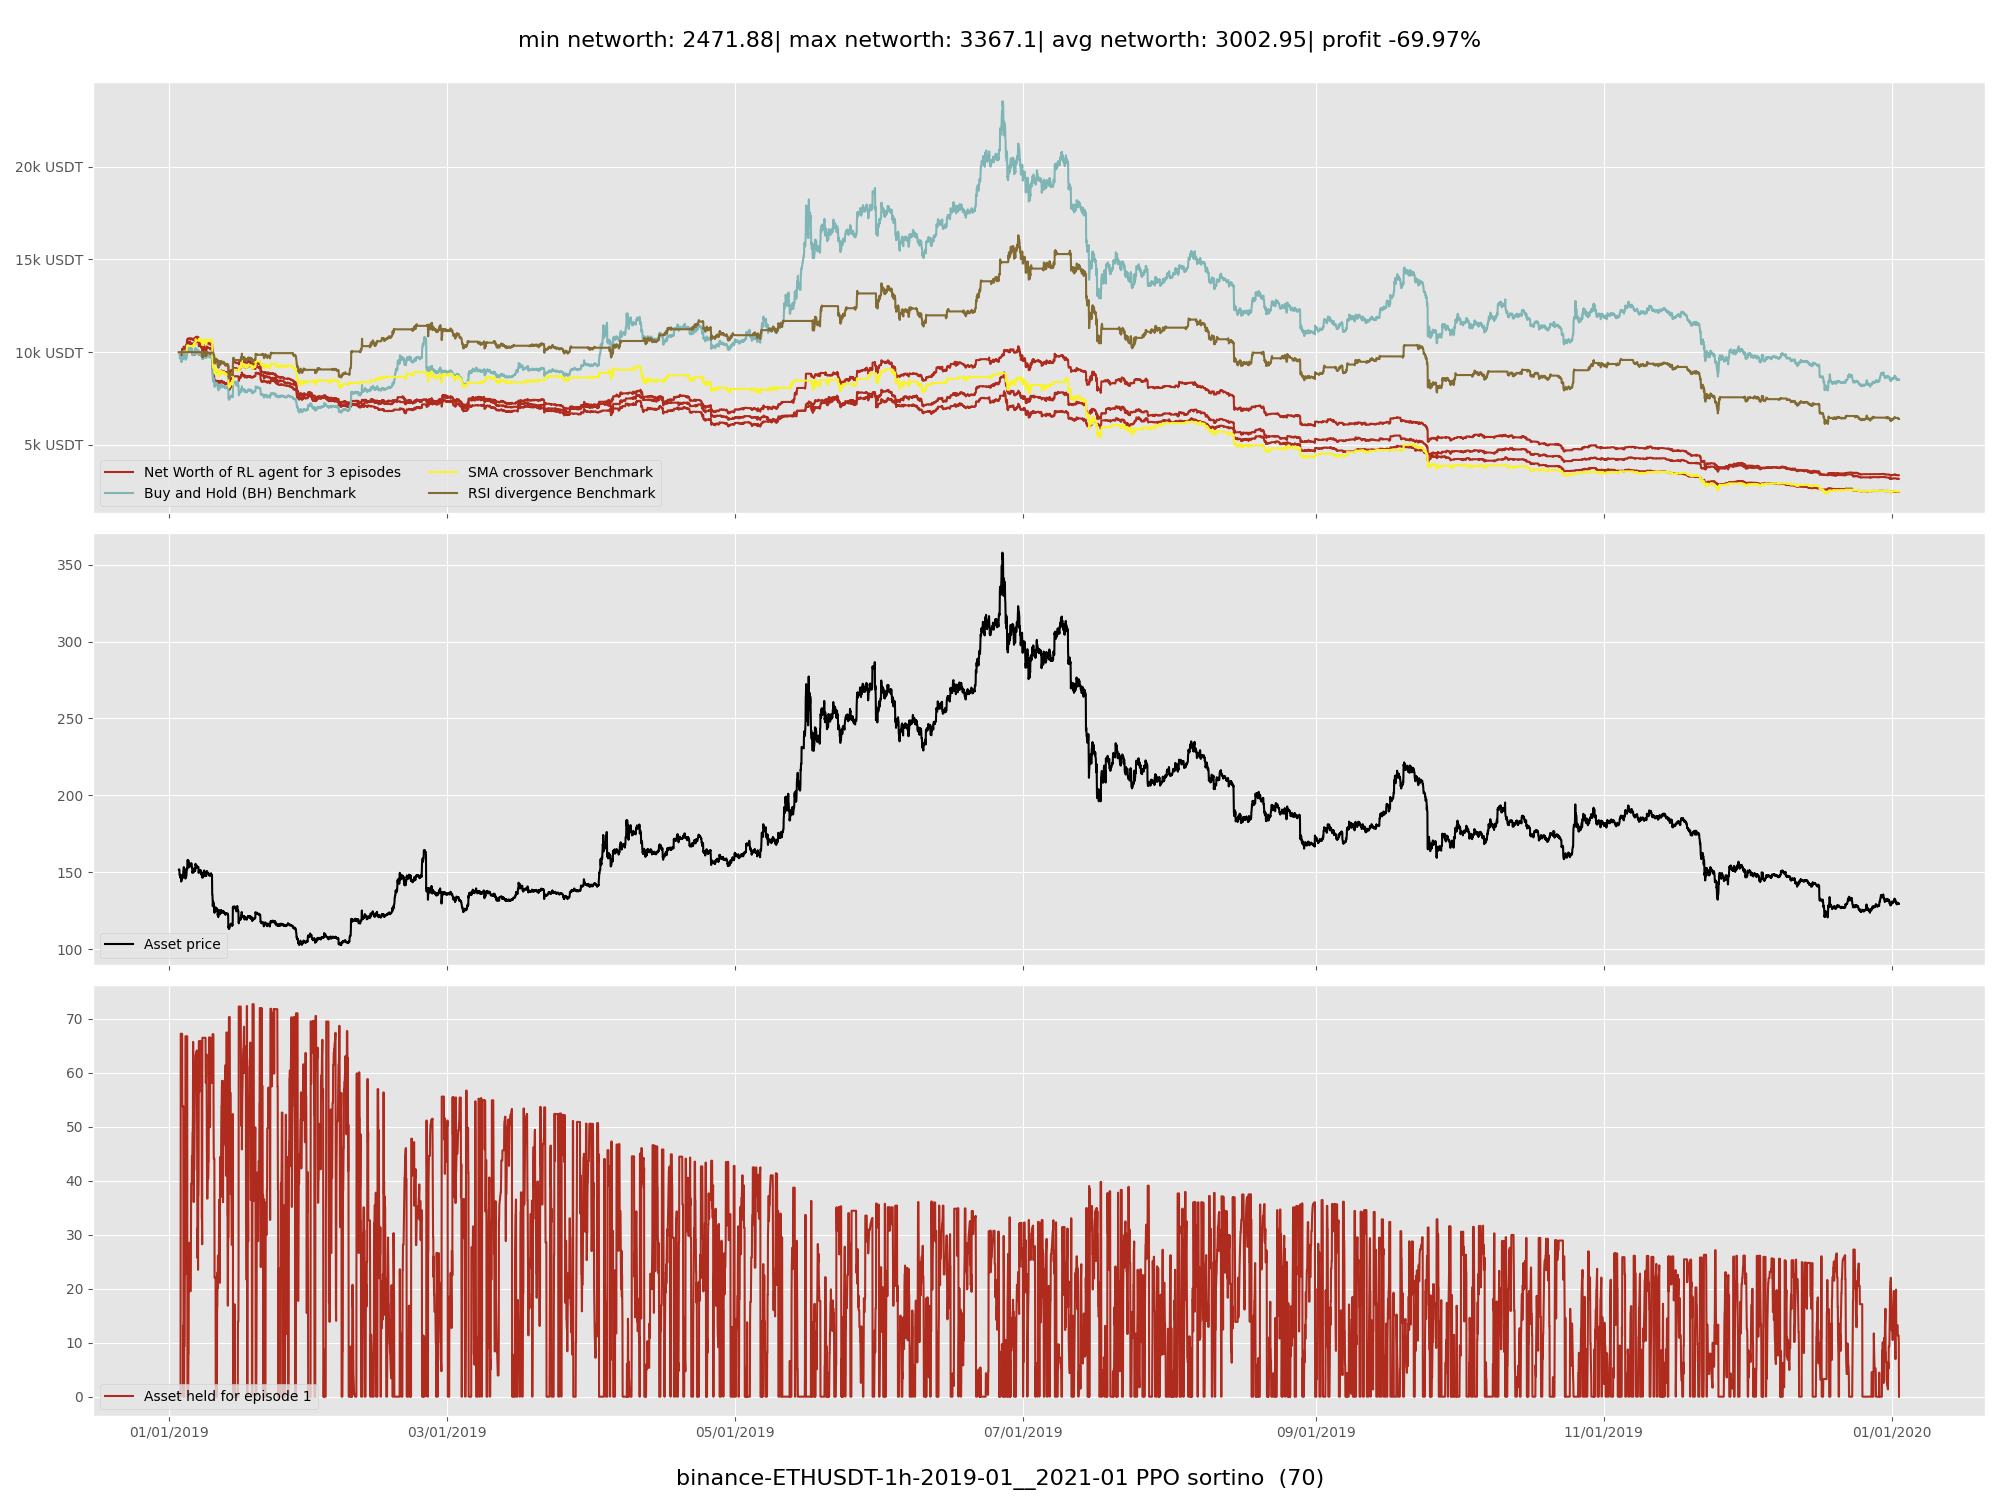 min networth: 2471.88| max networth: 3367.1| avg networth: 3002.95| profit -69.97%
20k USDT
15k USDT
10k USDT
5k USDT
Net Worth of RL agent for 3 episodes
Buy and Hold (BH) Benchmark
SMA crossover Benchmark
RSI divergence Benchmark
350
300
250
200
150
100
Asset price
70
60
50
40
30
20
10
0
Asset held for episode 1
01/01/2019
03/01/2019
05/01/2019
07/01/2019
09/01/2019
11/01/2019
01/01/2020
binance-ETHUSDT-1h-2019-01__2021-01 PPO sortino  (70)